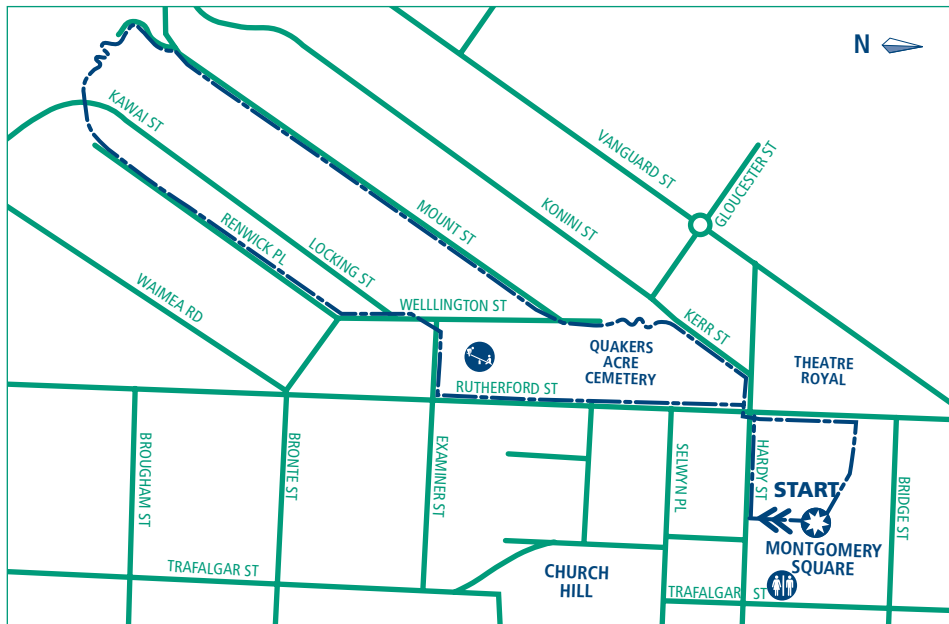 N
KAWAI ST
VANGUARD ST
GLOUCESTER ST
MOUNT ST
KONINI ST
RENWICK PL
LOCKING ST
WAIMEA RD
WELLLINGTON ST
KERR ST
QUAKERS
ACRE
CEMETERY
THEATRE
ROYAL
RUTHERFORD ST
BROUGHAM ST
BRONTE ST
EXAMINER ST
SELWYN PL
HARDY ST
BRIDGE ST
START
MONTGOMERY
SQUARE
TRAFALGAR ST
CHURCH
HILL
TRAFALGAR ST